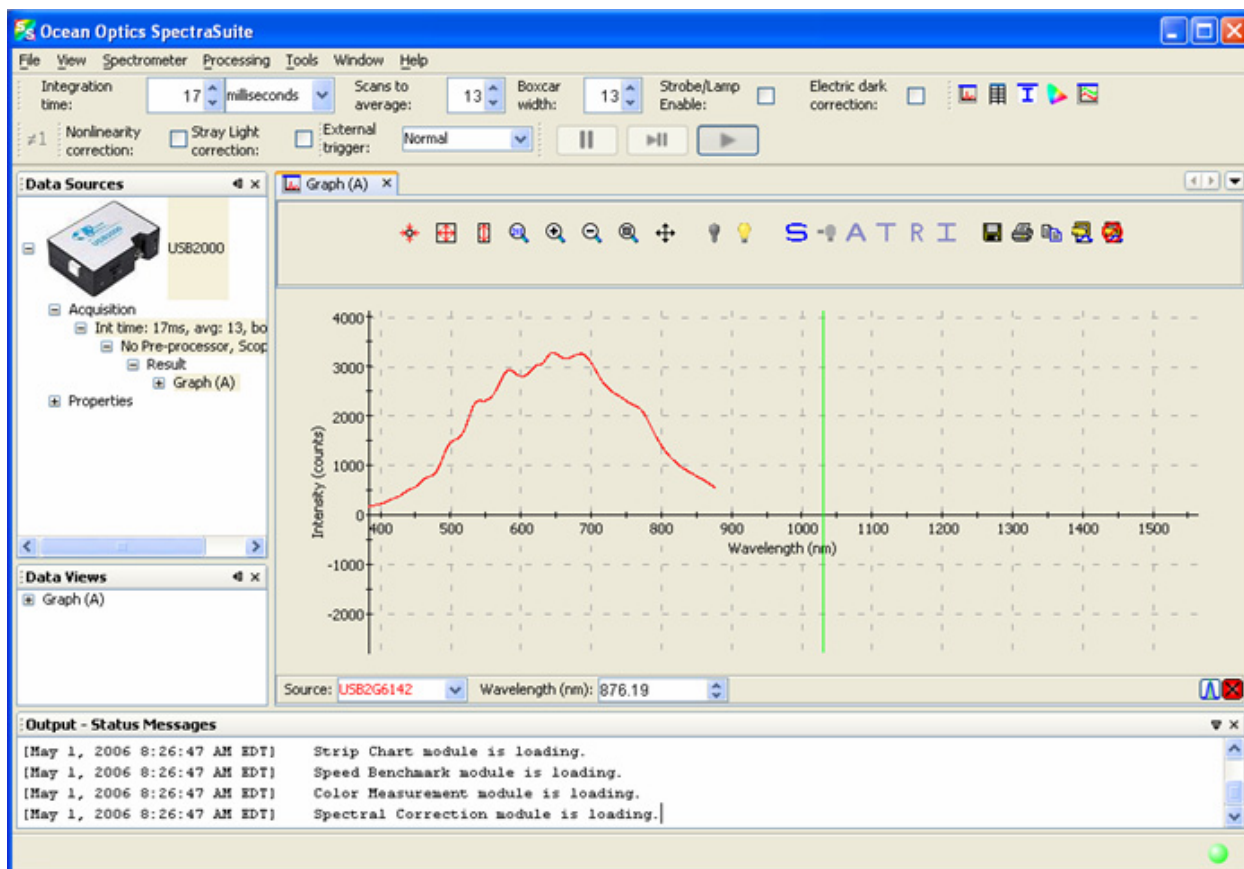 Ocean Optics SpectraSuite
File View Spectrometer Processing Tools Window Help
Integration time: 17 milliseconds Scans to average: 13 Boxcar width: 13 Strobe/Lamp Enable: Electric dark correction:
≠1 Nonlinearity correction: Stray Light correction: External trigger: Normal
Data Sources
USB2000
Acquisition
Int time: 17ms, avg: 13, bo
No Pre-processor, Scop
Result
Graph (A)
Properties
Data Views
Graph (A)
Graph (A)
S A T R I
4000
3000
2000
1000
0
-1000
-2000
Intensity (counts)
400 500 600 700 800 900 1000 1100 1200 1300 1400 1500
Wavelength (nm)
Source: USB2G6142 Wavelength (nm): 876.19
Output - Status Messages
[May 1, 2006 8:26:47 AM EDT] Strip Chart module is loading.
[May 1, 2006 8:26:47 AM EDT] Speed Benchmark module is loading.
[May 1, 2006 8:26:47 AM EDT] Color Measurement module is loading.
[May 1, 2006 8:26:47 AM EDT] Spectral Correction module is loading.